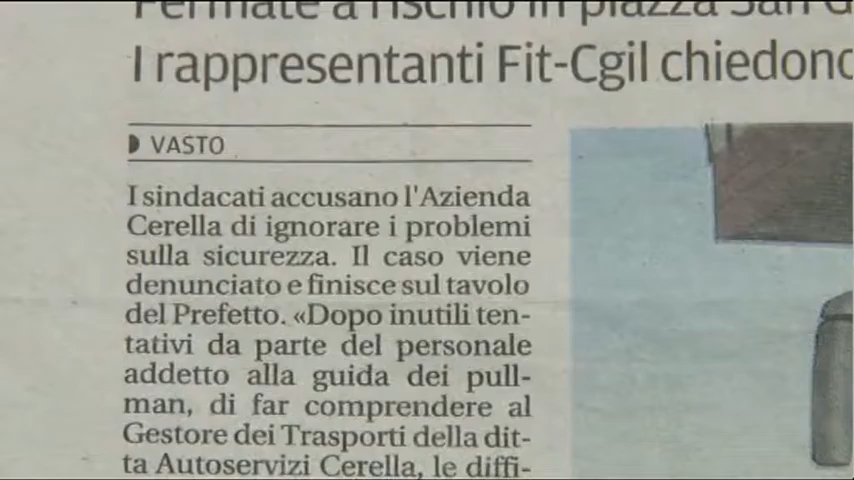 Fermate a rischio in piazza San G
I rappresentanti Fit-Cgil chiedono
VASTO
I sindacati accusano l'Azienda
Cerella di ignorare i problemi
sulla sicurezza. Il caso viene
denunciato e finisce sul tavolo
del Prefetto. «Dopo inutili ten-
tativi da parte del personale
addetto alla guida dei pull-
man, di far comprendere al
Gestore dei Trasporti della dit-
ta Autoservizi Cerella, le diffi-